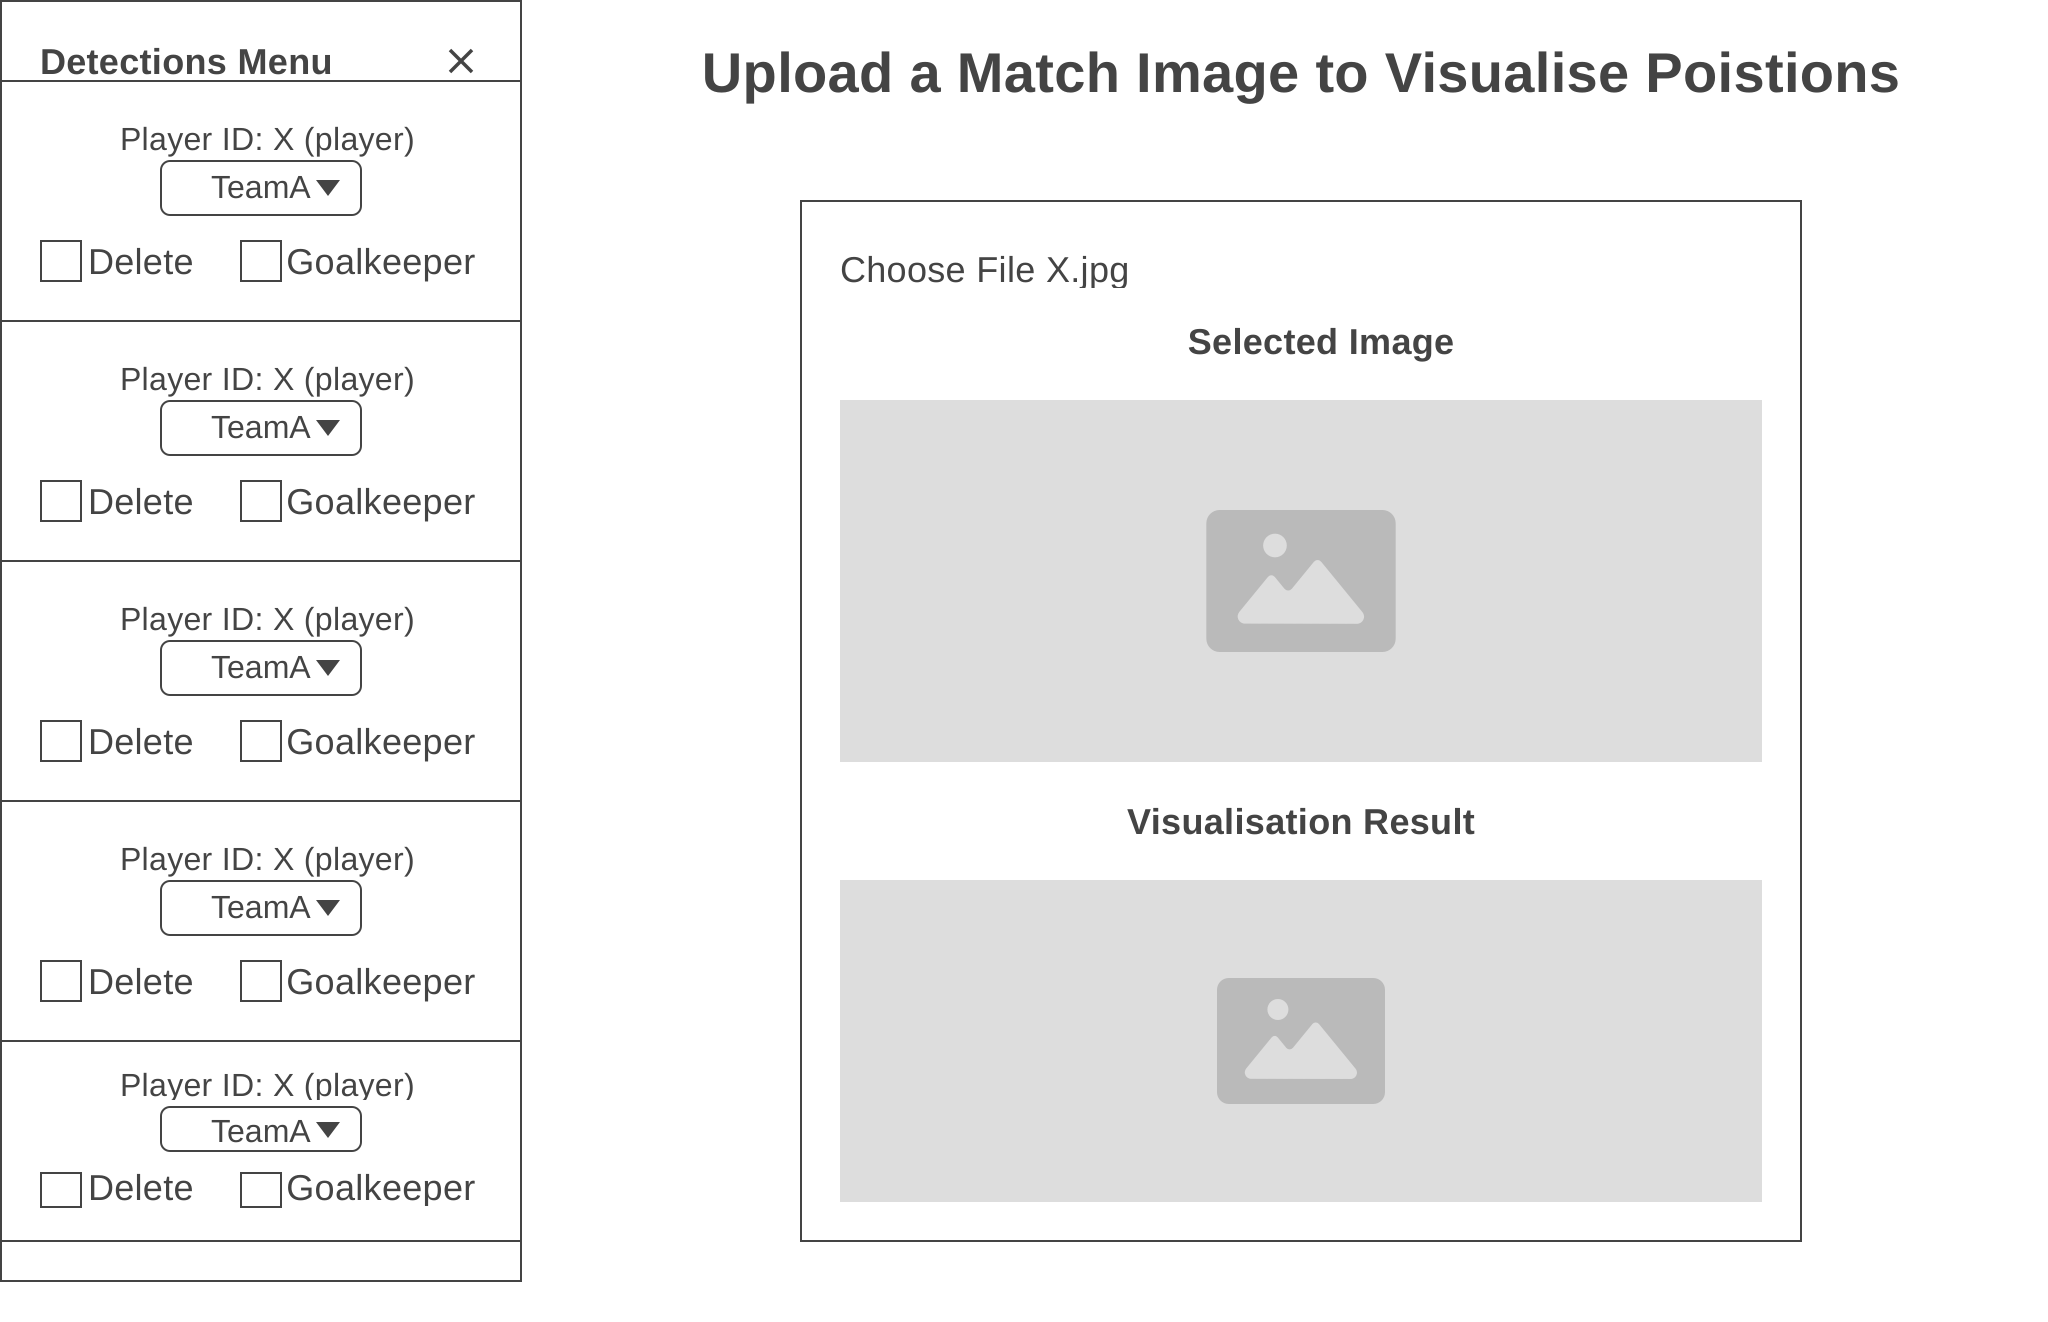 Detections Menu
Player ID: X (player)
TeamA
Delete
Goalkeeper
Player ID: X (player)
TeamA
Delete
Goalkeeper
Player ID: X (player)
TeamA
Delete
Goalkeeper
Player ID: X (player)
TeamA
Delete
Goalkeeper
Player ID: X (player)
TeamA
Delete
Goalkeeper
Upload a Match Image to Visualise Poistions
Choose File X.jpg
Selected Image
Visualisation Result